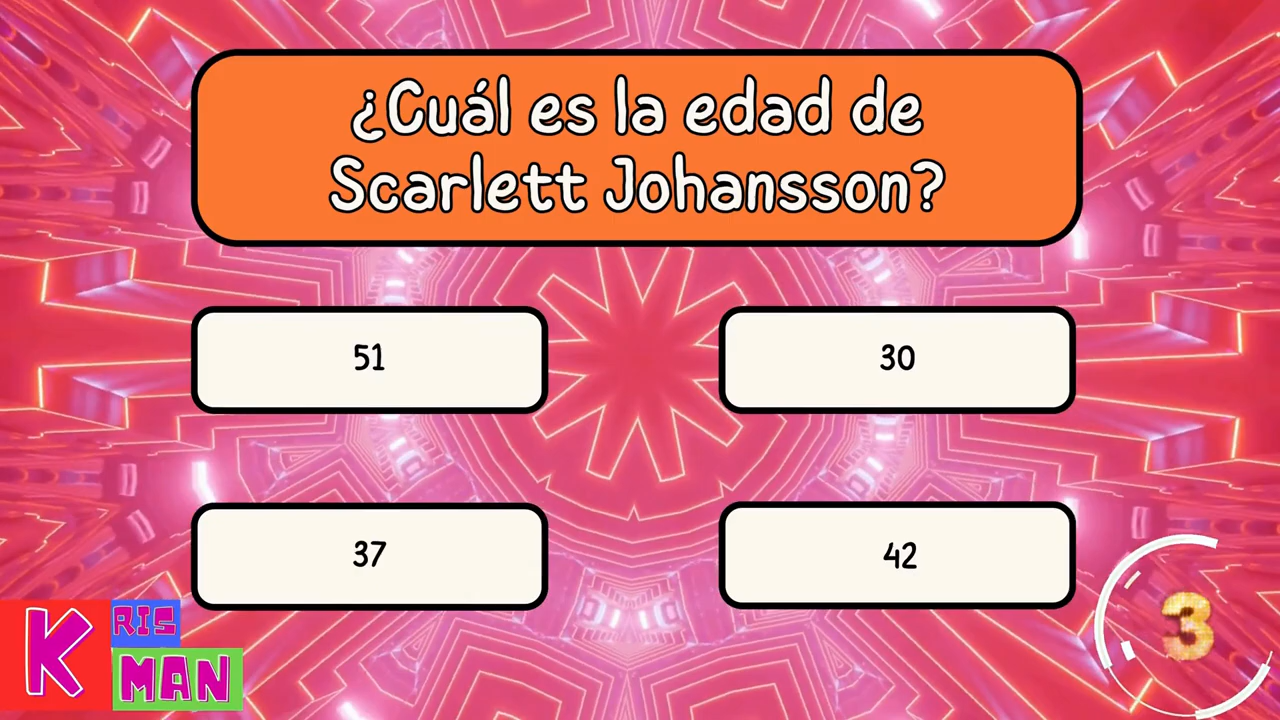 ¿Cuál es la edad de
Scarlett Johansson?
51
30
37
42
3
K RIS
MAN